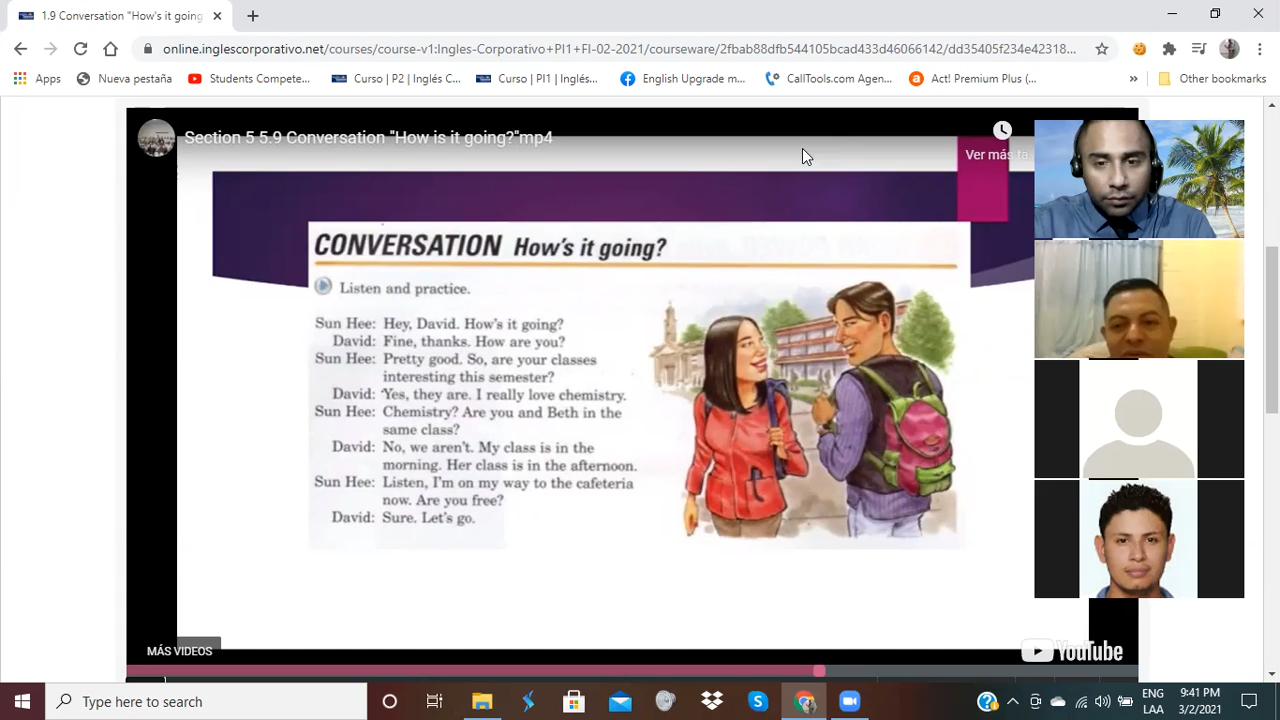 1.9 Conversation "How's it going
online.inglescorporativo.net/courses/course-v1:Ingles-Corporativo+PI1+FI-02-2021/courseware/2fbab88dfb544105bcad433d46066142/dd35405f234e42318...
Apps
Nueva pestaña
Students Compete...
Curso | P2 | Inglés C...
Curso | PI1 | Inglés...
English Upgrade m...
CallTools.com Agen...
Act! Premium Plus (...
»
Other bookmarks
Section 5 5.9 Conversation "How is it going?"mp4
Ver más ta
CONVERSATION How's it going?
Listen and practice.
Sun Hee: Hey, David. How's it going?
David: Fine, thanks. How are you?
Sun Hee: Pretty good. So, are your classes
interesting this semester?
David: Yes, they are. I really love chemistry.
Sun Hee: Chemistry? Are you and Beth in the
same class?
David: No, we aren't. My class is in the
morning. Her class is in the afternoon.
Sun Hee: Listen, I'm on my way to the cafeteria
now. Are you free?
David: Sure. Let's go.
MÁS VIDEOS
YouTube
Type here to search
ENG
LAA
9:41 PM
3/2/2021